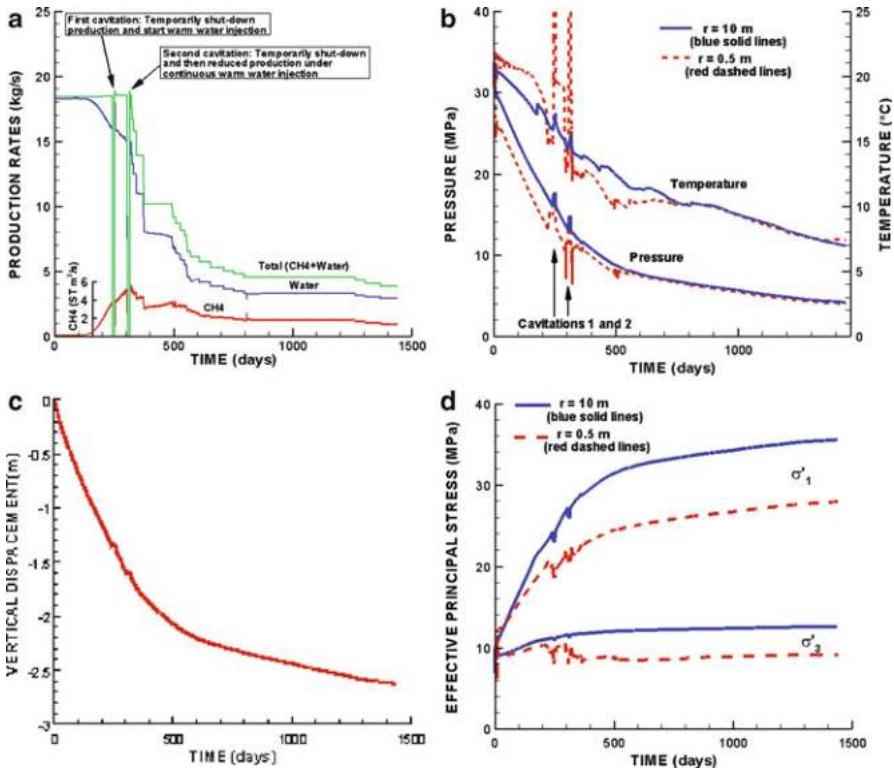 a
First cavitation: Temporarily shut-down
production and start warm water injection
Second cavitation: Temporarily shut-down
and then reduced production under
continuous warm water injection
PRODUCTION RATES (kg/s)
25
20
15
10
5
0
CH4 (ST m³/s)
6
4
2
0
Total (CH4+Water)
Water
CH4
0
500
1000
1500
TIME (days)
b
r = 10 m
(blue solid lines)
r = 0.5 m
(red dashed lines)
PRESSURE (MPa)
40
30
20
10
0
TEMPERATURE (°C)
25
20
15
10
5
0
Temperature
Pressure
Cavitations 1 and 2
0
500
1000
TIME (days)
c
VERTICAL DISPACEMENT(m)
0
-0.5
-1
-1.5
-2
-2.5
-3
0
500
1000
1500
TIME (days)
d
r = 10 m
(blue solid lines)
r = 0.5 m
(red dashed lines)
EFFECTIVE PRINCIPAL STRESS (MPa)
40
30
20
10
0
σ'1
σ'3
0
500
1000
1500
TIME (days)